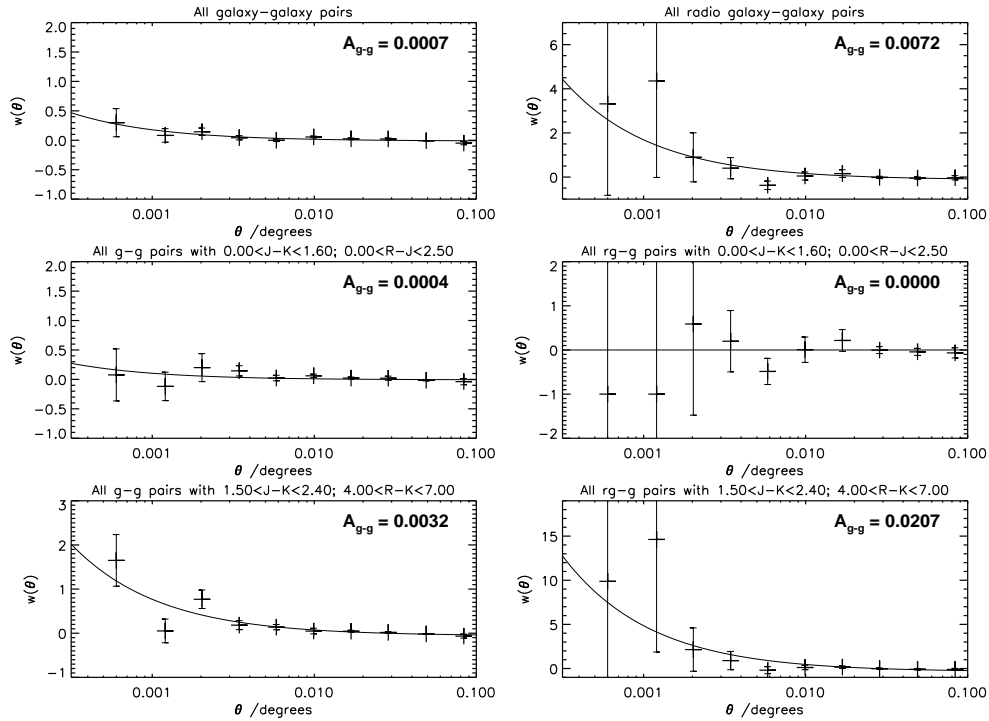 All galaxy-galaxy pairs
A_g-g = 0.0007
2.0
1.5
1.0
0.5
0.0
-0.5
-1.0
w(θ)
0.001 0.010 0.100
θ /degrees
All radio galaxy-galaxy pairs
A_g-g = 0.0072
6
4
2
0
w(θ)
0.001 0.010 0.100
θ /degrees
All g-g pairs with 0.00<J-K<1.60; 0.00<R-J<2.50
A_g-g = 0.0004
2.0
1.5
1.0
0.5
0.0
-0.5
-1.0
w(θ)
0.001 0.010 0.100
θ /degrees
All rg-g pairs with 0.00<J-K<1.60; 0.00<R-J<2.50
A_g-g = 0.0000
2
1
0
-1
-2
w(θ)
0.001 0.010 0.100
θ /degrees
All g-g pairs with 1.50<J-K<2.40; 4.00<R-K<7.00
A_g-g = 0.0032
3
2
1
0
-1
w(θ)
0.001 0.010 0.100
θ /degrees
All rg-g pairs with 1.50<J-K<2.40; 4.00<R-K<7.00
A_g-g = 0.0207
15
10
5
0
w(θ)
0.001 0.010 0.100
θ /degrees